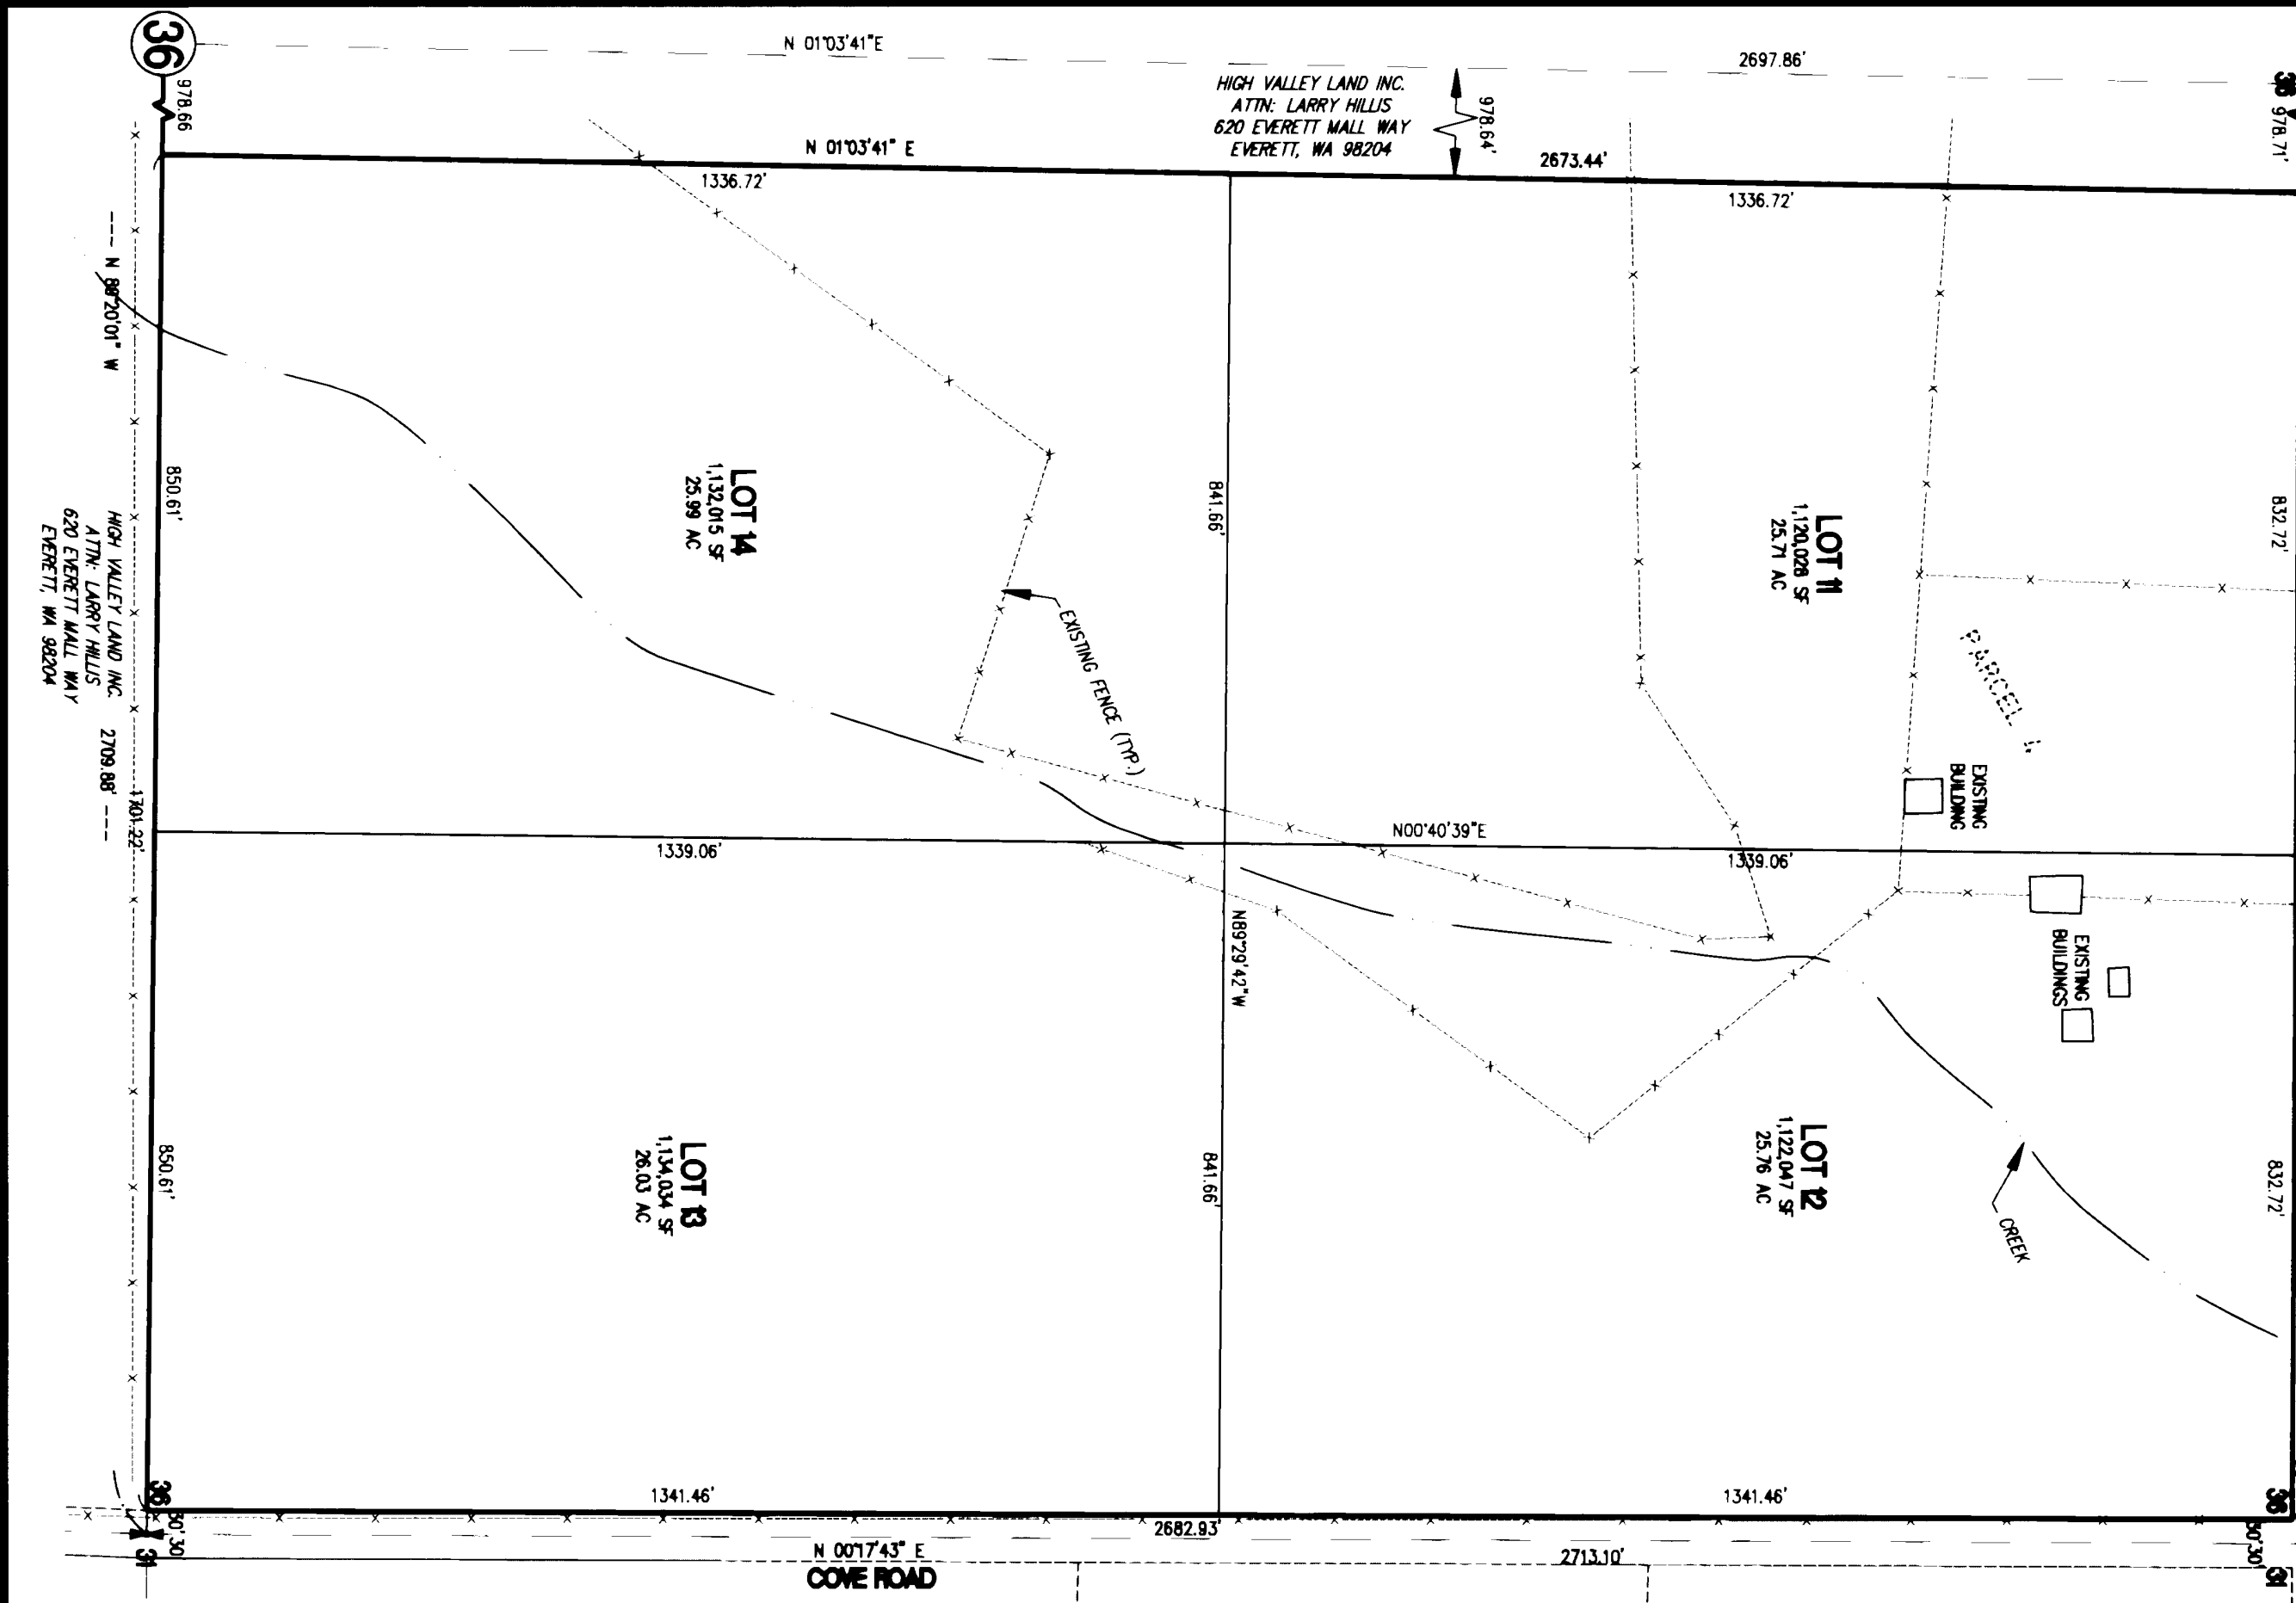 36
978.66
N 01°03'41"E
2697.86'
36
978.71'
HIGH VALLEY LAND INC.
ATTN: LARRY HILLIS
620 EVERETT MALL WAY
EVERETT, WA 98204
978.64'
N 01°03'41" E
2673.44'
1336.72'
1336.72'
N 89°20'01" W
850.61'
LOT 14
1,132,015 SF
25.99 AC
841.66'
LOT 11
1,120,028 SF
25.71 AC
832.72'
PARCEL 4
EXISTING FENCE (TYP.)
HIGH VALLEY LAND INC.
ATTN: LARRY HILLIS
620 EVERETT MALL WAY
EVERETT, WA 98204
2709.88'
1701.22'
EXISTING
BUILDING
N00°40'39"E
1339.06'
1339.06'
N89°29'42"W
EXISTING
BUILDINGS
850.61'
LOT 13
1,134,034 SF
26.03 AC
841.66'
LOT 12
1,122,047 SF
25.76 AC
832.72'
CREEK
36
1341.46'
1341.46'
36
30' 30'
2682.93
30' 30'
31
N 00°17'43" E
2713.10'
31
COVE ROAD